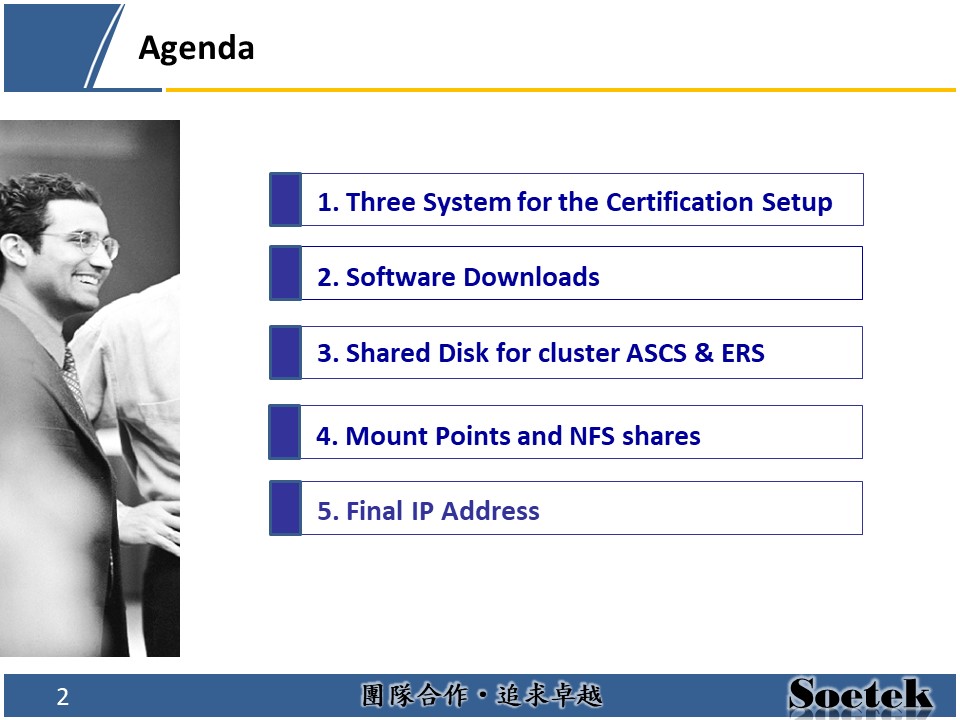 Agenda
1. Three System for the Certification Setup
2. Software Downloads
3. Shared Disk for cluster ASCS & ERS
4. Mount Points and NFS shares
5. Final IP Address
2
團隊合作·追求卓越
Soetek